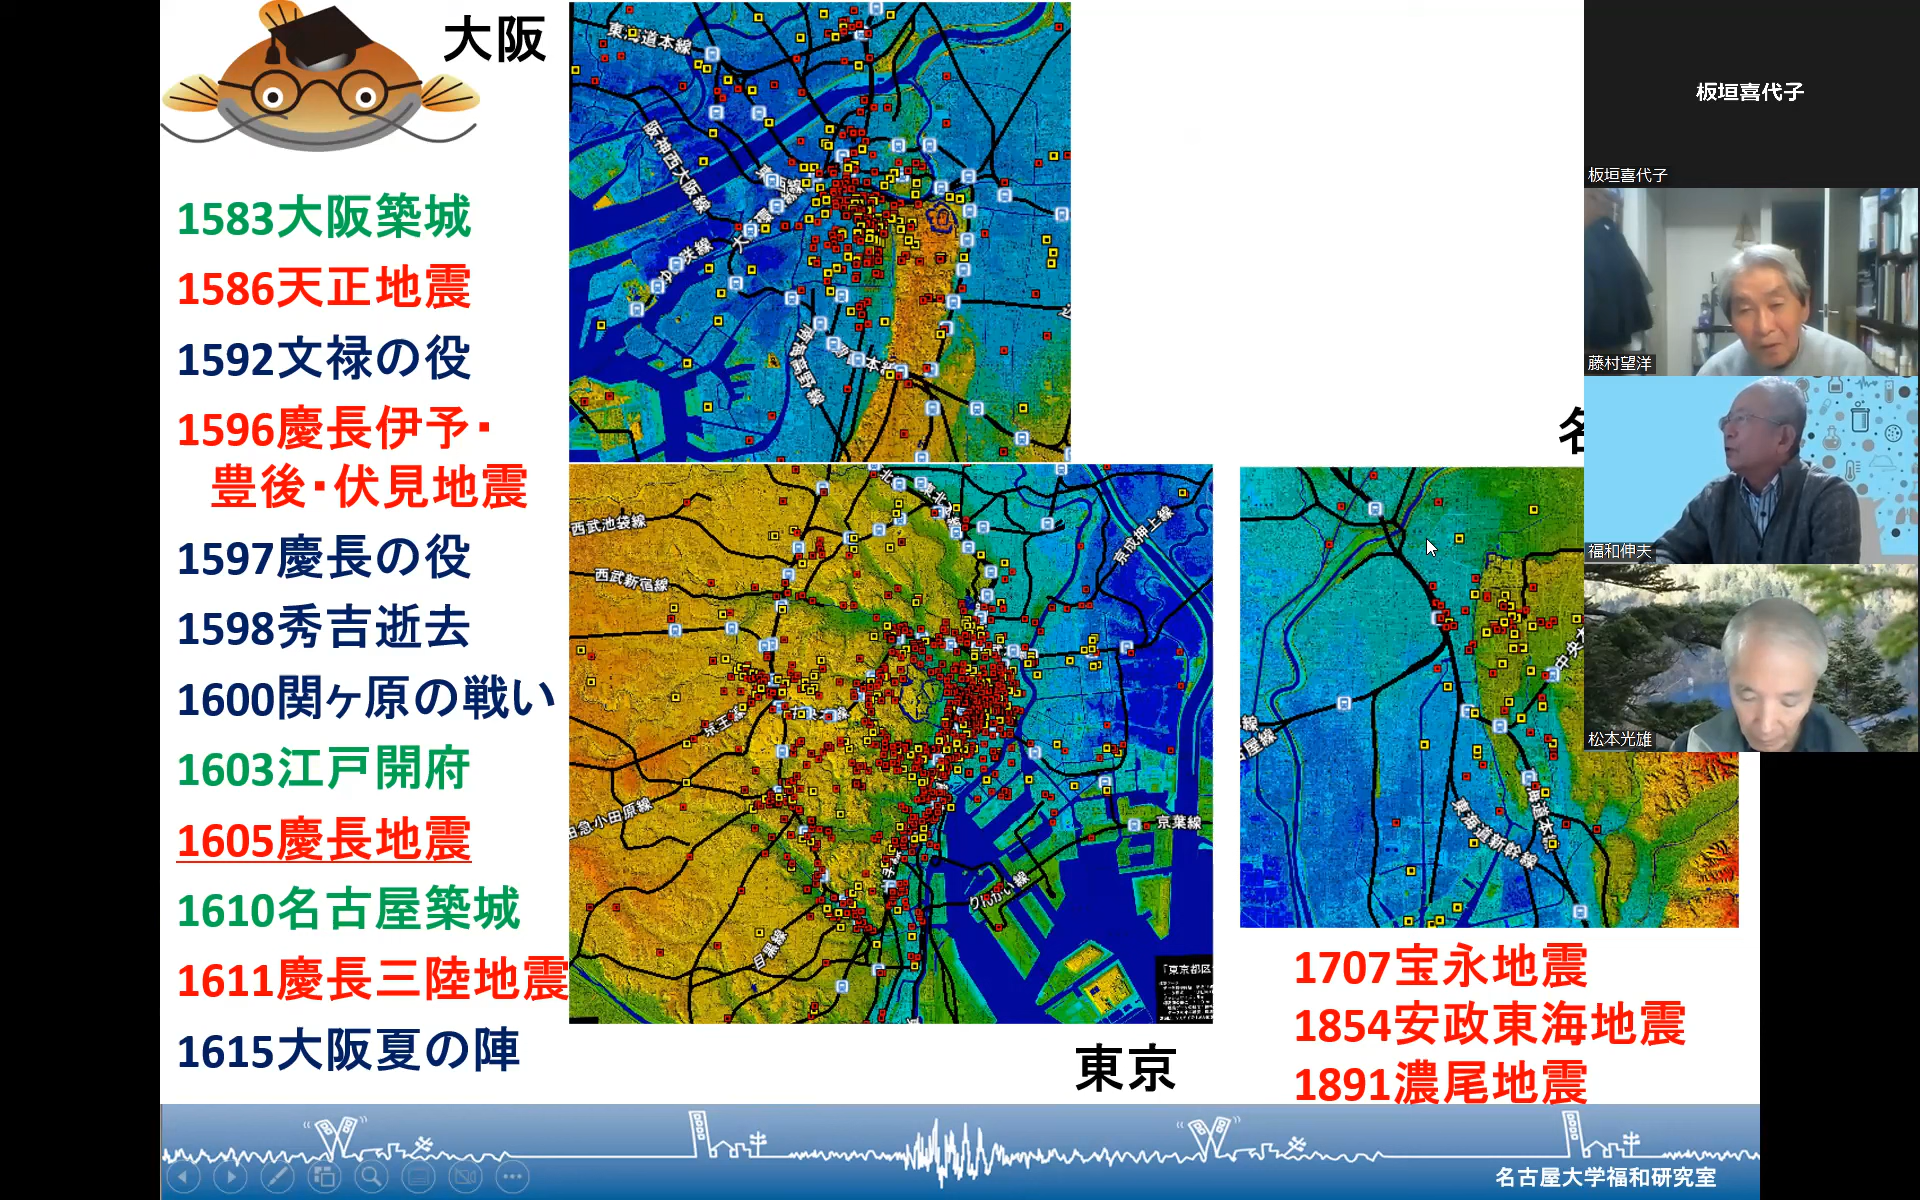 大阪
1583大阪築城
1586天正地震
1592文禄の役
1596慶長伊予・
豊後・伏見地震
1597慶長の役
1598秀吉逝去
1600関ヶ原の戦い
1603江戸開府
1605慶長地震
1610名古屋築城
1611慶長三陸地震
1615大阪夏の陣
東海道本線
阪神西大阪線
西武池袋線
西武新宿線
京王線
目黒線
京成押上線
京葉線
りんかい線
東京
名
東海道新幹線
1707宝永地震
1854安政東海地震
1891濃尾地震
名古屋大学福和研究室
板垣喜代子
板垣喜代子
藤村望洋
福和伸夫
松本光雄